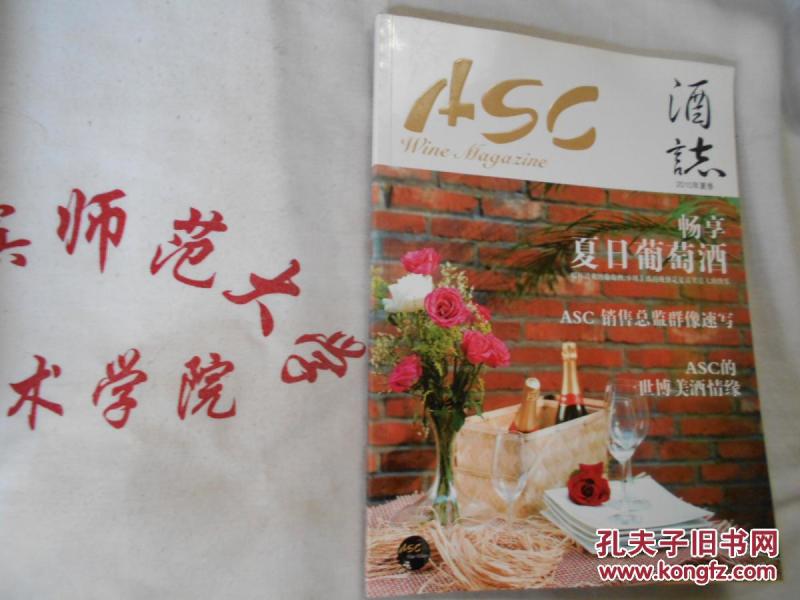 师范大学
术学院
ASC
Wine Magazine
酒誌
2010年夏季
畅享
夏日葡萄酒
ASC 销售总监群像速写
ASC的
世博美酒情缘
ASC
孔夫子旧书网
www.kongfz.com